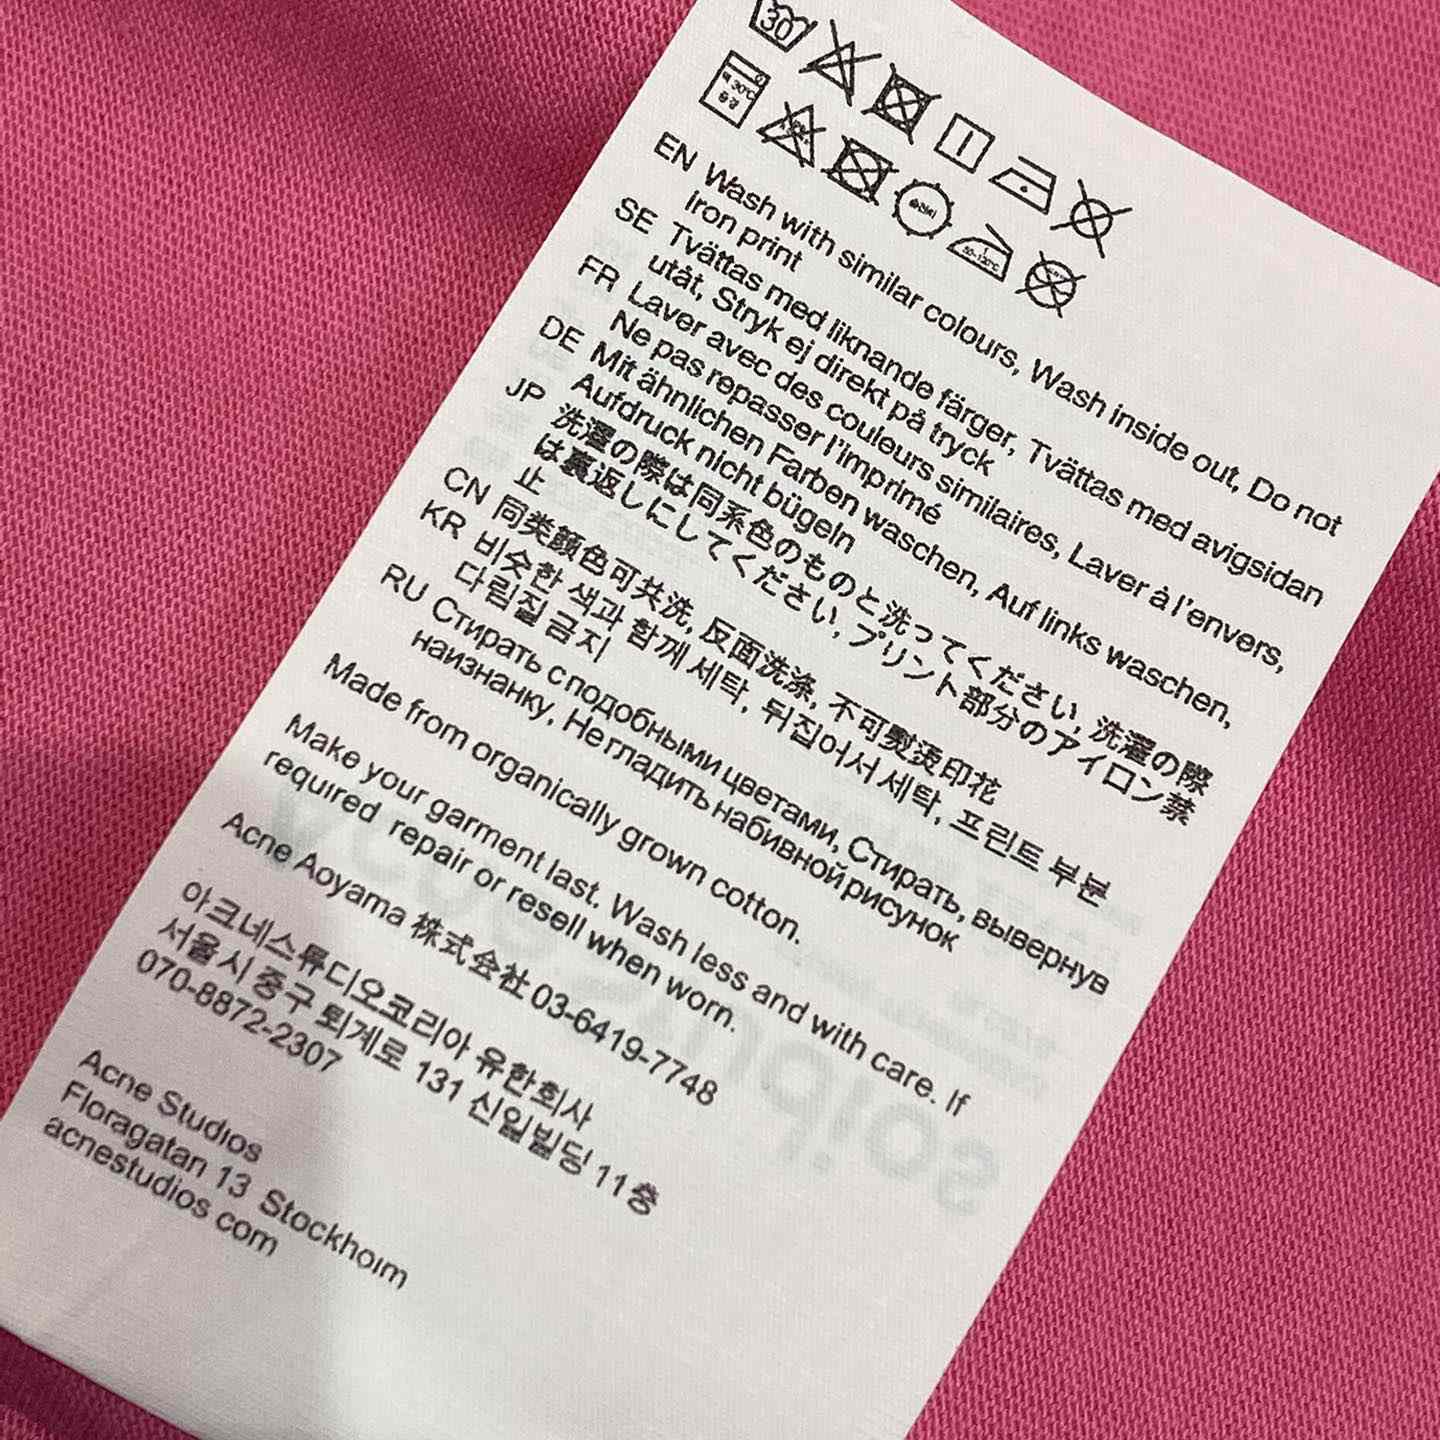 30
30℃
중성
50-120℃
EN Wash with similar colours, Wash inside out, Do not
iron print
SE Tvättas med liknande färger, Tvättas med avigsidan
utåt, Stryk ej direkt på tryck
FR Laver avec des couleurs similaires, Laver à l'envers,
Ne pas repasser l'imprimé
DE Mit ähnlichen Farben waschen, Auf links waschen,
Aufdruck nicht bügeln
JP 洗濯の際は同系色のものと洗ってください, 洗濯の際
は裏返しにしてください, プリント部分のアイロン禁
止
CN 同类颜色可共洗, 反面洗涤, 不可熨烫印花
KR 비슷한 색과 함께 세탁, 뒤집어서 세탁, 프린트 부분
다림질 금지
RU Стирать с подобными цветами, Стирать, вывернув
наизнанку, Не гладить набивной рисунок
Made from organically grown cotton.
Make your garment last. Wash less and with care. If
required repair or resell when worn.
Acne Aoyama 株式会社 03-6419-7748
아크네스튜디오코리아 유한회사
서울시 중구 퇴계로 131 신일빌딩 11층
070-8872-2307
Acne Studios
Floragatan 13 Stockholm
acnestudios com